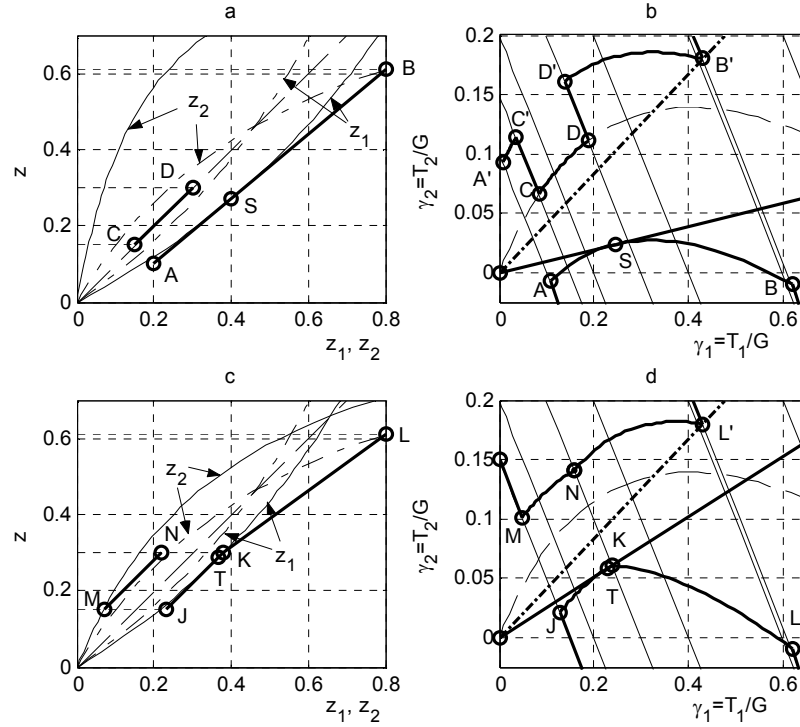 a
0.6
0.4
0.2
0
z
0
0.2
0.4
0.6
0.8
z₁, z₂
z₂
z₁
B
D
C
S
A
b
0.2
0.15
0.1
0.05
0
γ₂=T₂/G
0
0.2
0.4
0.6
γ₁=T₁/G
D'
B'
C'
D
A'
C
S
A
B
c
0.6
0.4
0.2
0
z
0
0.2
0.4
0.6
0.8
z₁, z₂
z₂
z₁
L
N
M
K
T
J
d
0.2
0.15
0.1
0.05
0
γ₂=T₂/G
0
0.2
0.4
0.6
γ₁=T₁/G
L'
N
M
K
T
J
L